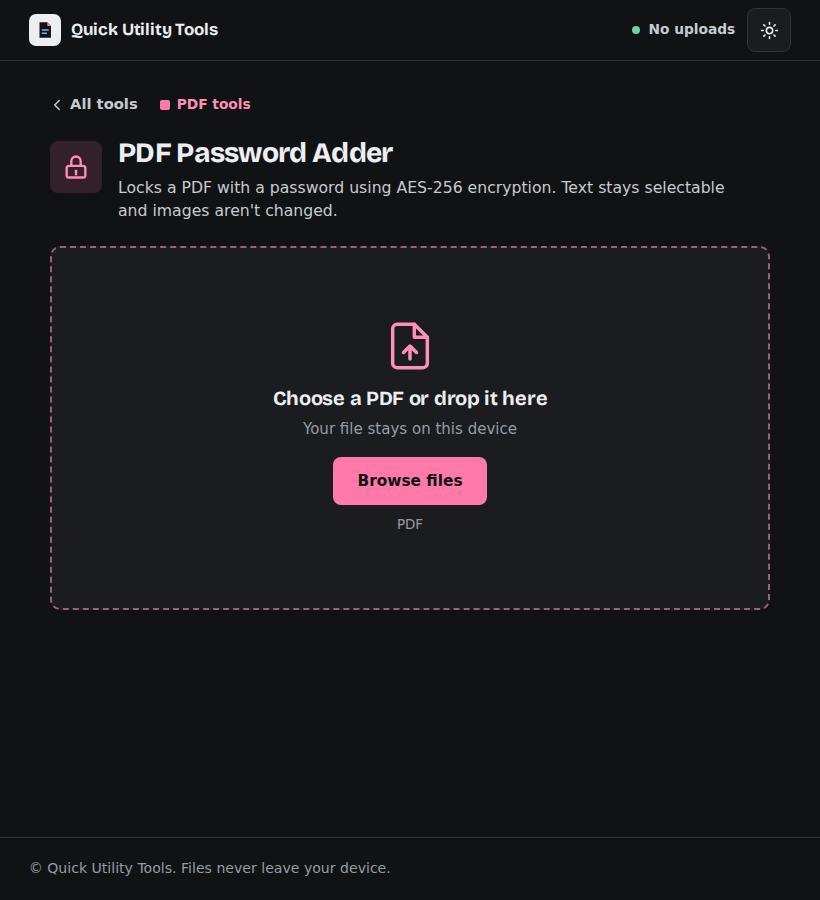 Quick Utility Tools
No uploads
All tools
PDF tools
PDF Password Adder
Locks a PDF with a password using AES-256 encryption. Text stays selectable
and images aren't changed.
Choose a PDF or drop it here
Your file stays on this device
Browse files
PDF
© Quick Utility Tools. Files never leave your device.